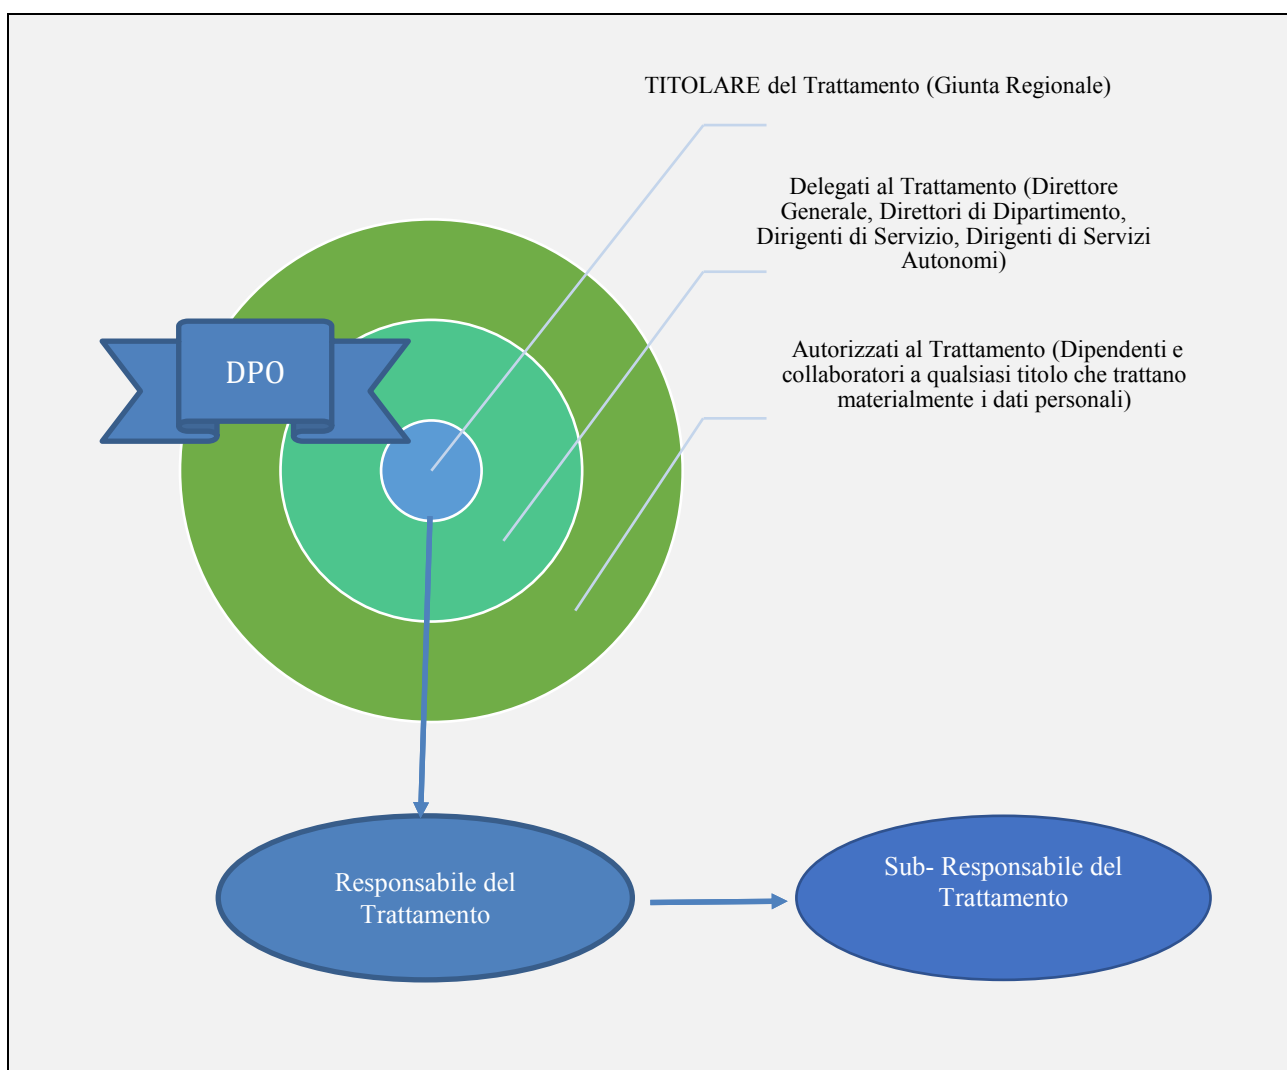 TITOLARE del Trattamento (Giunta Regionale)
Delegati al Trattamento (Direttore
Generale, Direttori di Dipartimento,
Dirigenti di Servizio, Dirigenti di Servizi
Autonomi)
DPO
Autorizzati al Trattamento (Dipendenti e
collaboratori a qualsiasi titolo che trattano
materialmente i dati personali)
Responsabile del
Trattamento
Sub- Responsabile del
Trattamento